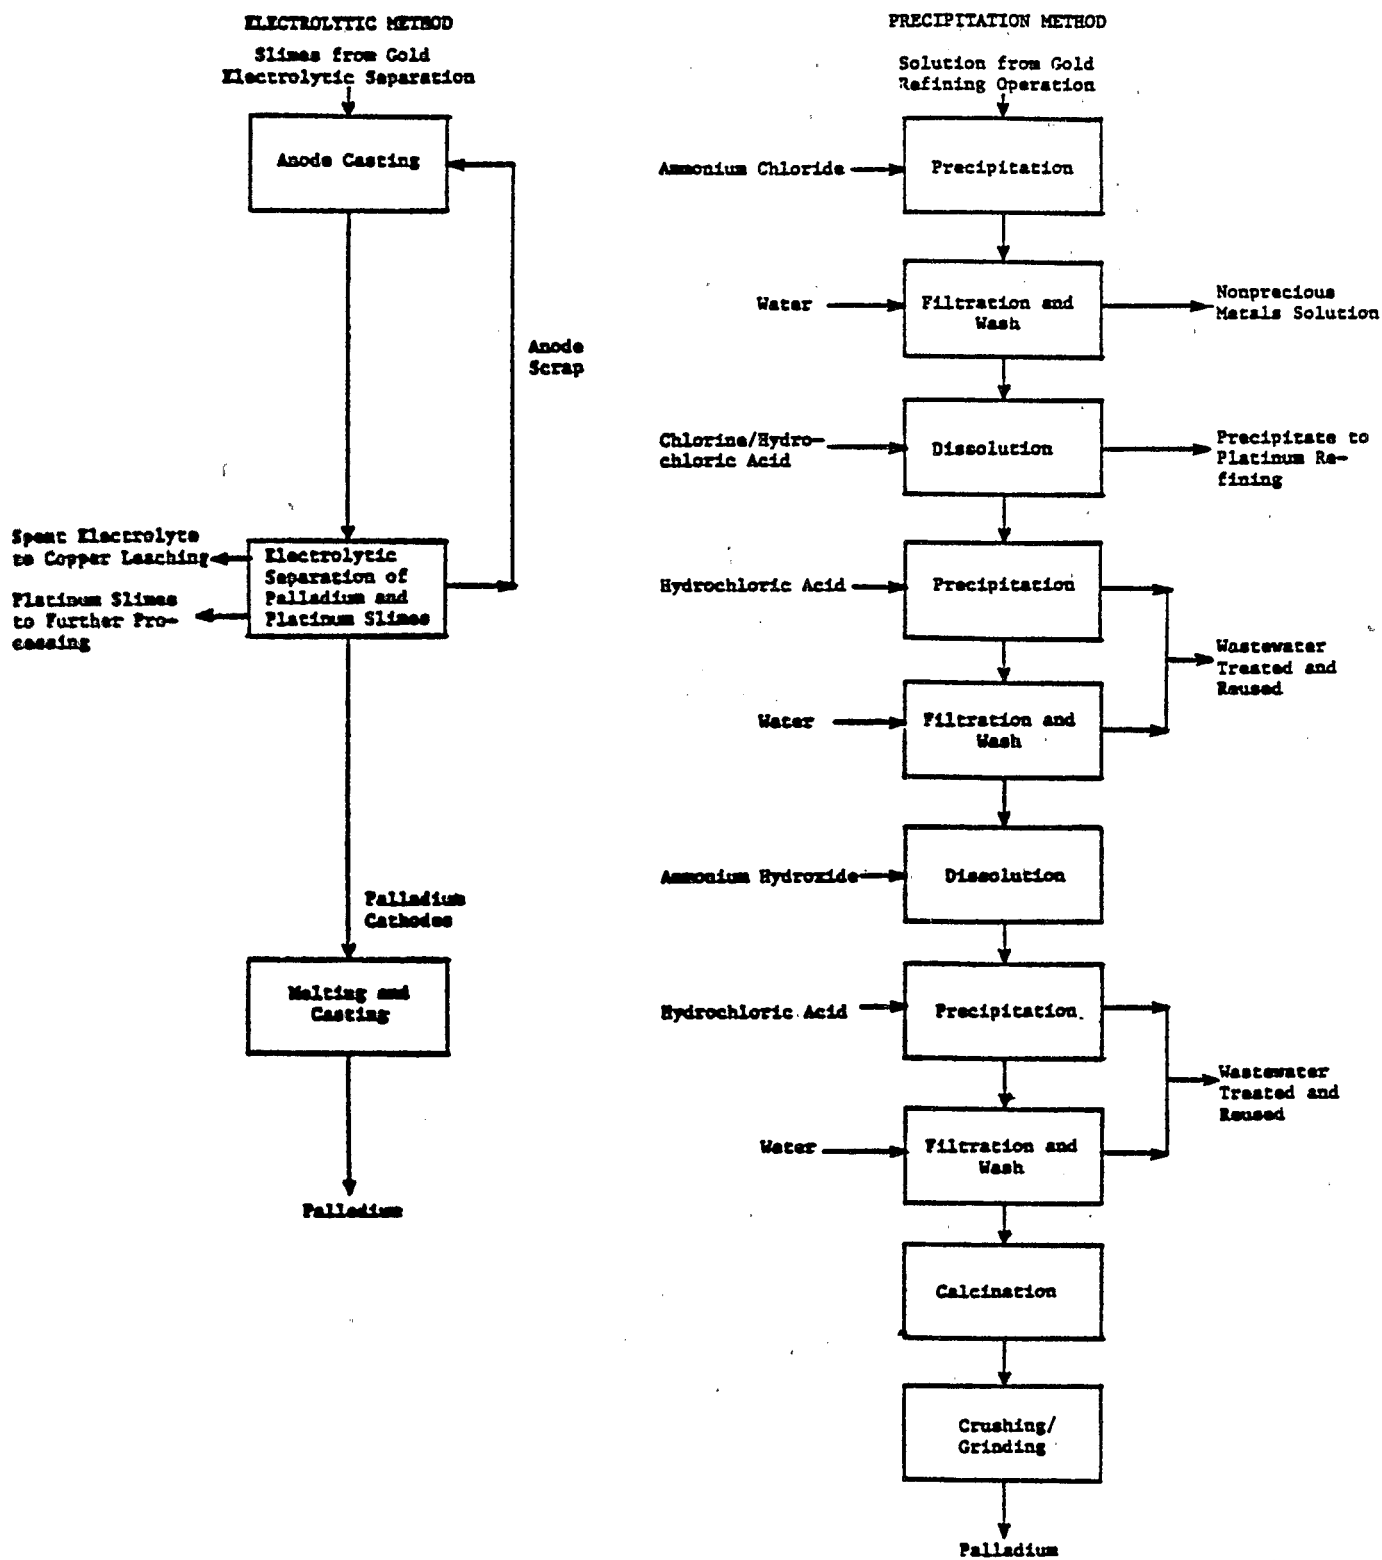 ELECTROLYTIC METHOD
Slimes from Gold
Electrolytic Separation
Anode Casting
Anode
Scrap
Spent Electrolyte
to Copper Leaching
Platinum Slimes
to Further Pro-
cessing
Electrolytic
Separation of
Palladium and
Platinum Slimes
Palladium
Cathodes
Melting and
Casting
Palladium
PRECIPITATION METHOD
Solution from Gold
Refining Operation
Ammonium Chloride
Precipitation
Water
Filtration and
Wash
Nonprecious
Metals Solution
Chlorine/Hydro-
chloric Acid
Dissolution
Precipitate to
Platinum Re-
fining
Hydrochloric Acid
Precipitation
Wastewater
Treated and
Reused
Water
Filtration and
Wash
Ammonium Hydroxide
Dissolution
Hydrochloric Acid
Precipitation
Wastewater
Treated and
Reused
Water
Filtration and
Wash
Calcination
Crushing/
Grinding
Palladium